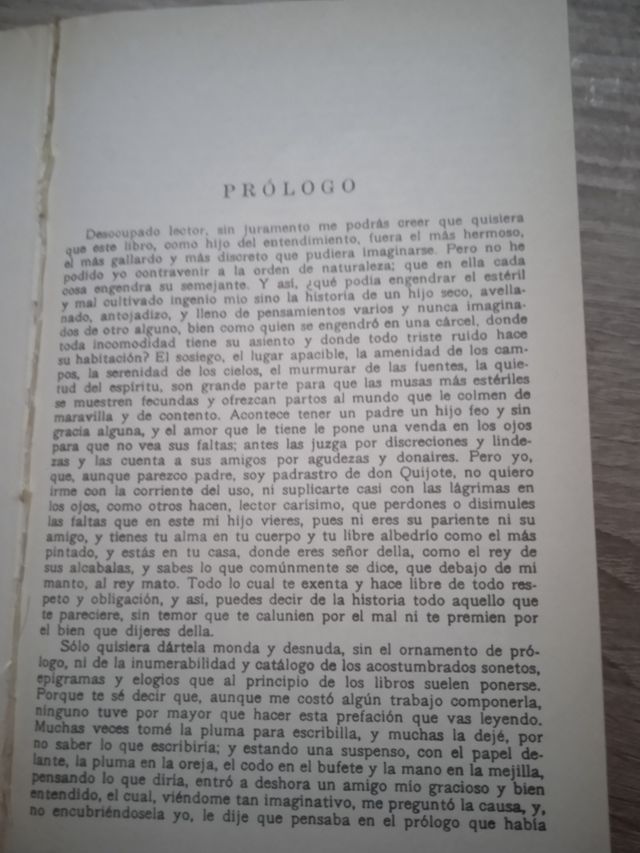 PRÓLOGO
Desocupado lector, sin juramento me podrás creer que quisiera
que este libro, como hijo del entendimiento, fuera el más hermoso,
el más gallardo y más discreto que pudiera imaginarse. Pero no he
podido yo contravenir a la orden de naturaleza; que en ella cada
cosa engendra su semejante. Y así, ¿qué podía engendrar el estéril
y mal cultivado ingenio mío sino la historia de un hijo seco, avella-
nado, antojadizo, y lleno de pensamientos varios y nunca imagina-
dos de otro alguno, bien como quien se engendró en una cárcel, donde
toda incomodidad tiene su asiento y donde todo triste ruido hace
su habitación? El sosiego, el lugar apacible, la amenidad de los cam-
pos, la serenidad de los cielos, el murmurar de las fuentes, la quie-
tud del espíritu, son grande parte para que las musas más estériles
se muestren fecundas y ofrezcan partos al mundo que le colmen de
maravilla y de contento. Acontece tener un padre un hijo feo y sin
gracia alguna, y el amor que le tiene le pone una venda en los ojos
para que no vea sus faltas; antes las juzga por discreciones y linde-
zas y las cuenta a sus amigos por agudezas y donaires. Pero yo,
que, aunque parezco padre, soy padrastro de don Quijote, no quiero
irme con la corriente del uso, ni suplicarte casi con las lágrimas en
los ojos, como otros hacen, lector carísimo, que perdones o disimules
las faltas que en este mi hijo vieres, pues ni eres su pariente ni su
amigo, y tienes tu alma en tu cuerpo y tu libre albedrío como el más
pintado, y estás en tu casa, donde eres señor della, como el rey de
sus alcabalas, y sabes lo que comúnmente se dice, que debajo de mi
manto, al rey mato. Todo lo cual te exenta y hace libre de todo res-
peto y obligación, y así, puedes decir de la historia todo aquello que
te pareciere, sin temor que te calunien por el mal ni te premien por
el bien que dijeres della.
Sólo quisiera dártela monda y desnuda, sin el ornamento de pró-
logo, ni de la inumerabilidad y catálogo de los acostumbrados sonetos,
epigramas y elogios que al principio de los libros suelen ponerse.
Porque te sé decir que, aunque me costó algún trabajo componerla,
ninguno tuve por mayor que hacer esta prefación que vas leyendo.
Muchas veces tomé la pluma para escribilla, y muchas la dejé, por
no saber lo que escribiría; y estando una suspenso, con el papel de-
lante, la pluma en la oreja, el codo en el bufete y la mano en la mejilla,
pensando lo que diría, entró a deshora un amigo mío gracioso y bien
entendido, el cual, viéndome tan imaginativo, me preguntó la causa, y,
no encubriéndosela yo, le dije que pensaba en el prólogo que había